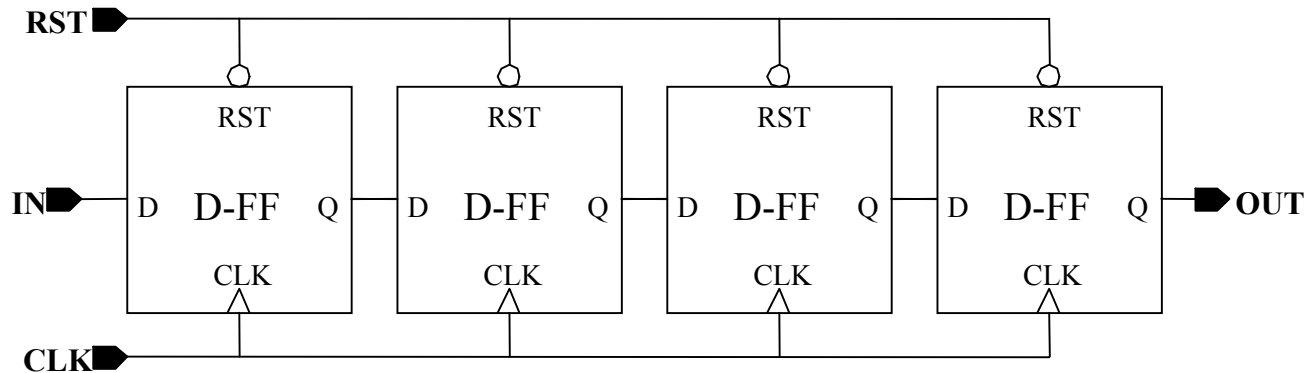 RST
RST RST RST RST
IN D D-FF Q D D-FF Q D D-FF Q D D-FF Q OUT
CLK CLK CLK CLK
CLK